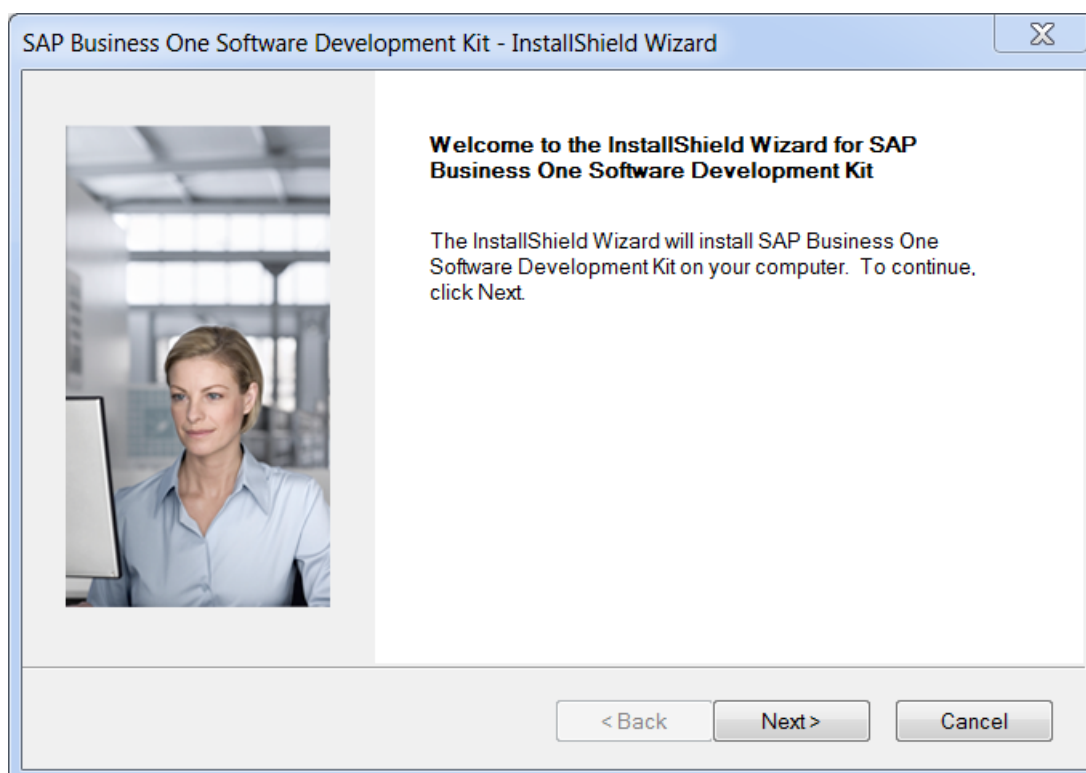 SAP Business One Software Development Kit - InstallShield Wizard
Welcome to the InstallShield Wizard for SAP
Business One Software Development Kit
The InstallShield Wizard will install SAP Business One
Software Development Kit on your computer.  To continue,
click Next.
< Back
Next >
Cancel